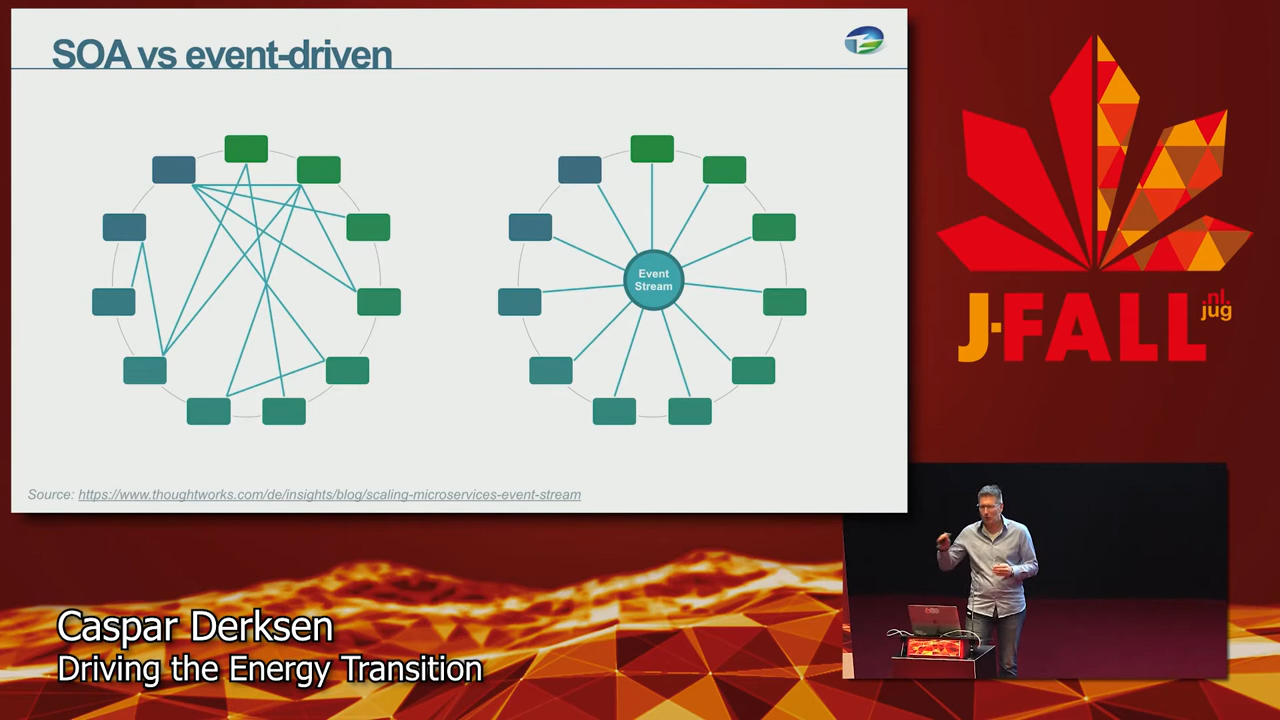 SOA vs event-driven
Event
Stream
Source: https://www.thoughtworks.com/de/insights/blog/scaling-microservices-event-stream
J-FALL
nl.
jug
Caspar Derksen
Driving the Energy Transition